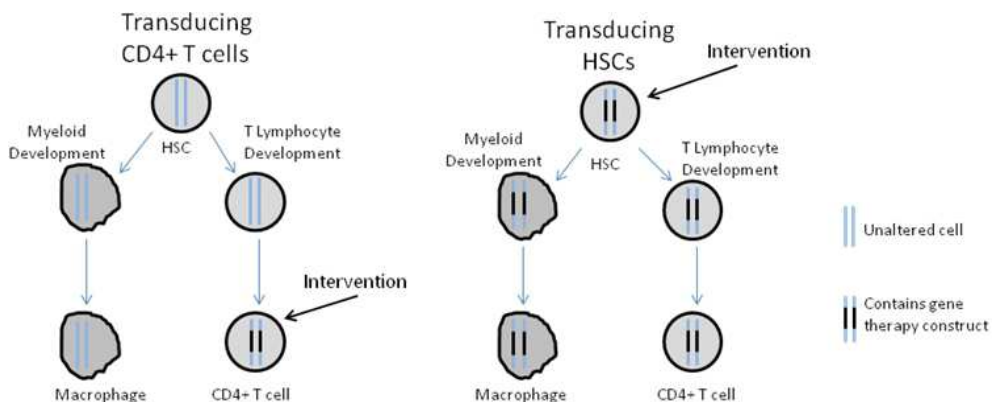 Transducing
CD4+ T cells
Myeloid
Development
HSC
T Lymphocyte
Development
Intervention
Macrophage
CD4+ T cell
Transducing
HSCs
Intervention
Myeloid
Development
HSC
T Lymphocyte
Development
Macrophage
CD4+ T cell
Unaltered cell
Contains gene
therapy construct